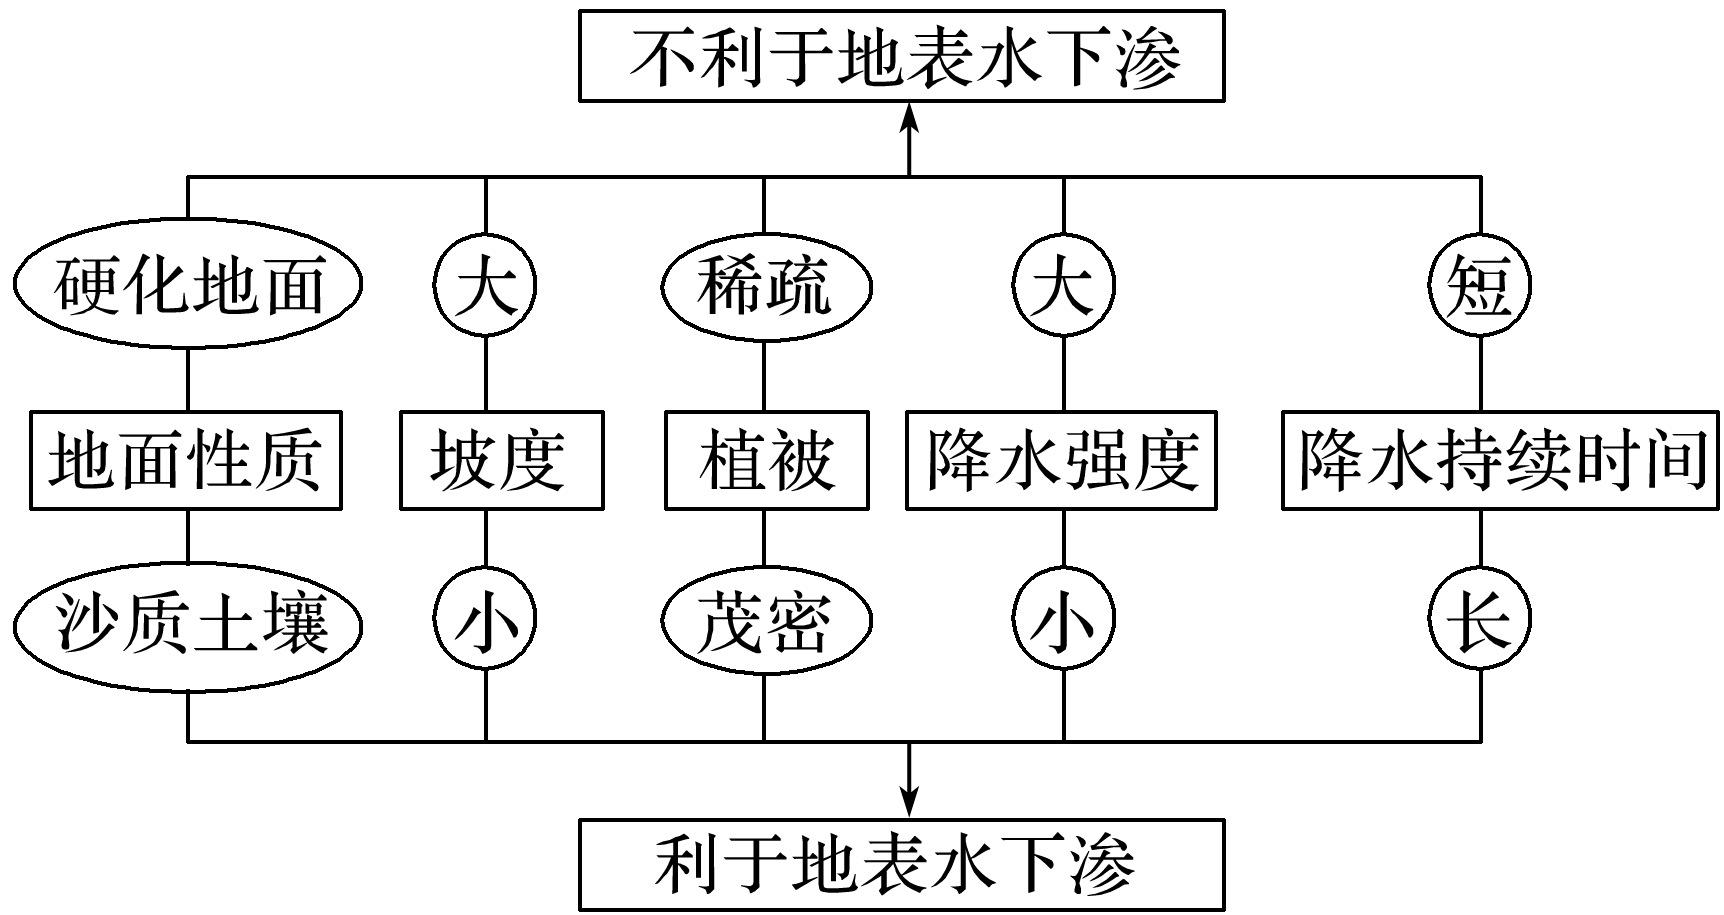 不利于地表水下渗
硬化地面 大 稀疏 大 短
地面性质 坡度 植被 降水强度 降水持续时间
沙质土壤 小 茂密 小 长
利于地表水下渗